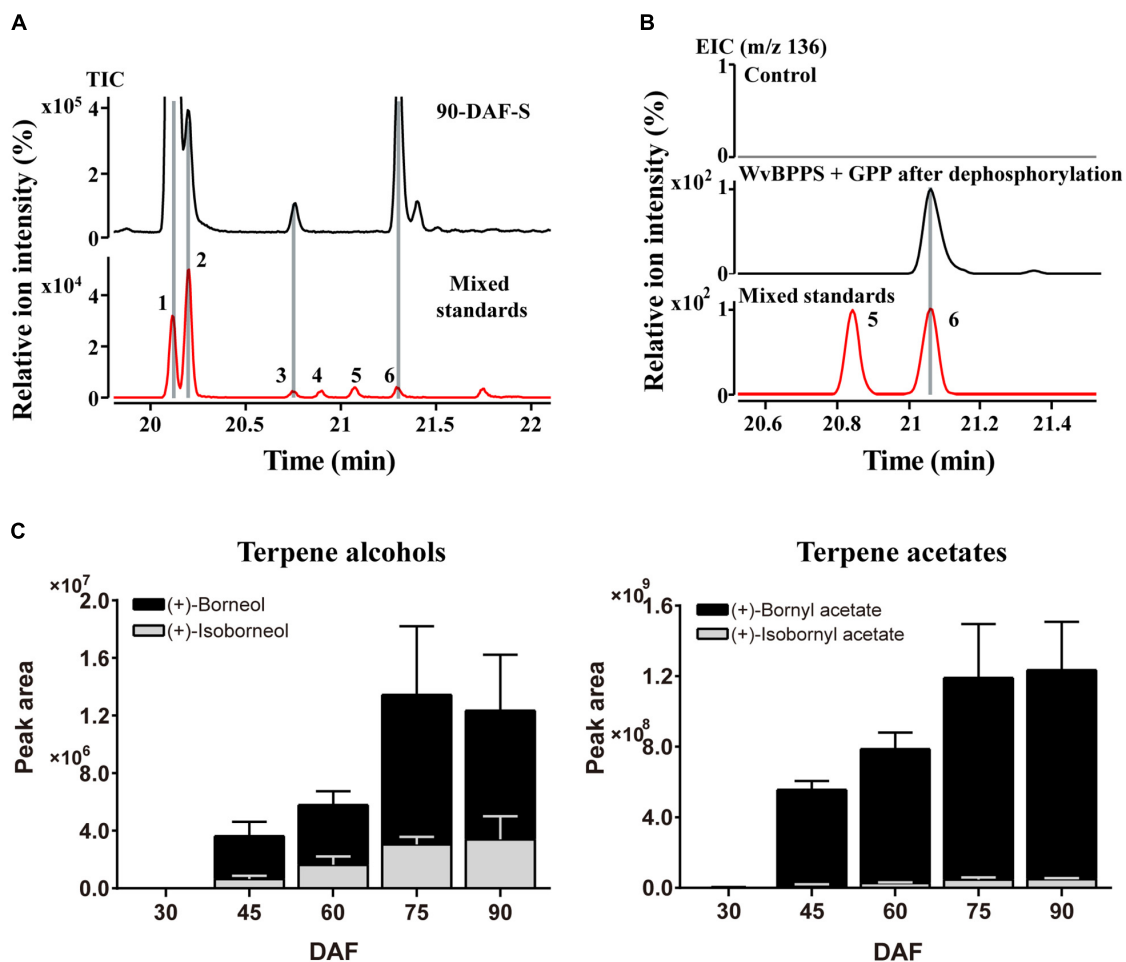 A
TIC
x10⁵
4
2
0
90-DAF-S
x10⁴
4
2
0
1
2
3
4
5
6
Mixed
standards
Relative ion intensity (%)
20
20.5
21
21.5
22
Time (min)
B
EIC (m/z 136)
1
Control
0
x10²
WvBPPS + GPP after dephosphorylation
1
0
x10²
Mixed standards
1
5
6
0
Relative ion intensity (%)
20.6
20.8
21
21.2
21.4
Time (min)
C
Terpene alcohols
×10⁷
2.0
1.6
1.2
×10⁶
8.0
4.0
0.0
(+)-Borneol
(+)-Isoborneol
Peak area
30
45
60
75
90
DAF
Terpene acetates
×10⁹
1.6
1.2
×10⁸
8.0
4.0
0.0
(+)-Bornyl acetate
(+)-Isobornyl acetate
Peak area
30
45
60
75
90
DAF